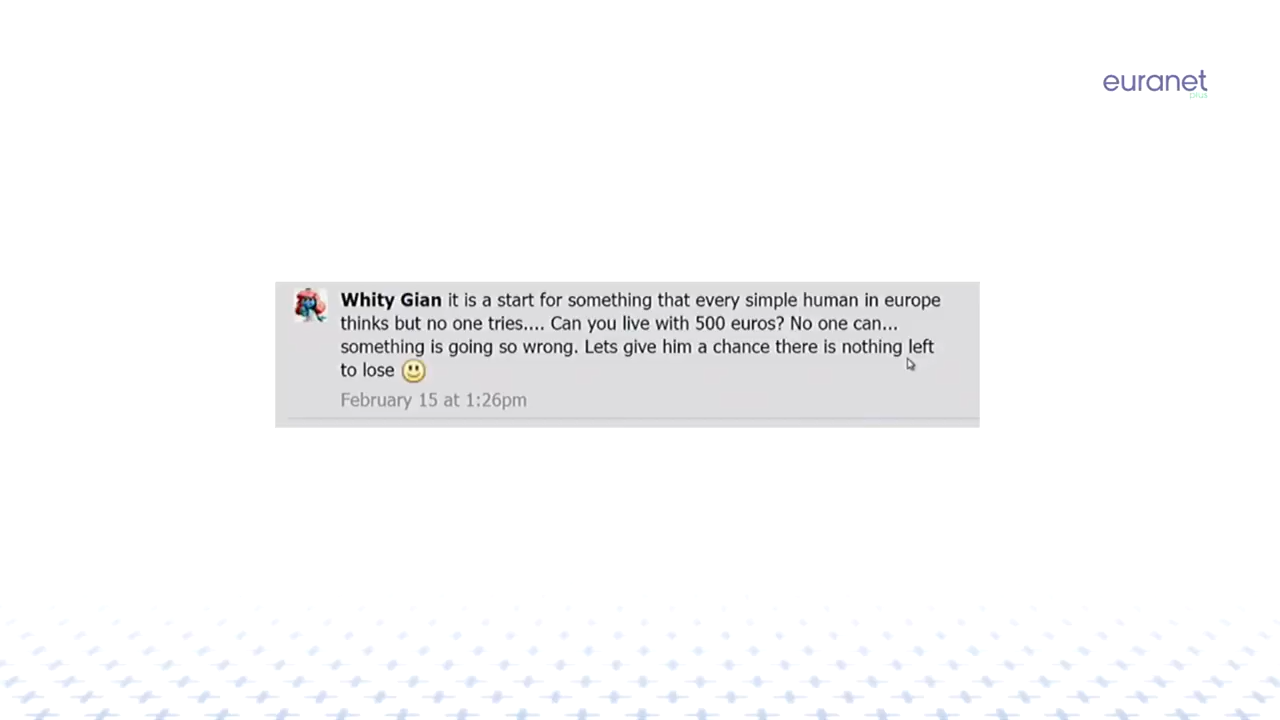 euranet
plus
Whity Gian it is a start for something that every simple human in europe
thinks but no one tries.... Can you live with 500 euros? No one can...
something is going so wrong. Lets give him a chance there is nothing left
to lose
February 15 at 1:26pm